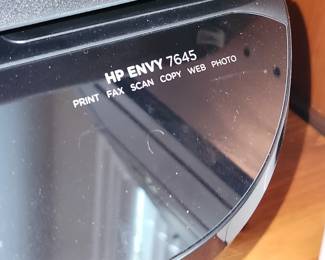 HP ENVY 7645
PRINT FAX SCAN COPY WEB PHOTO